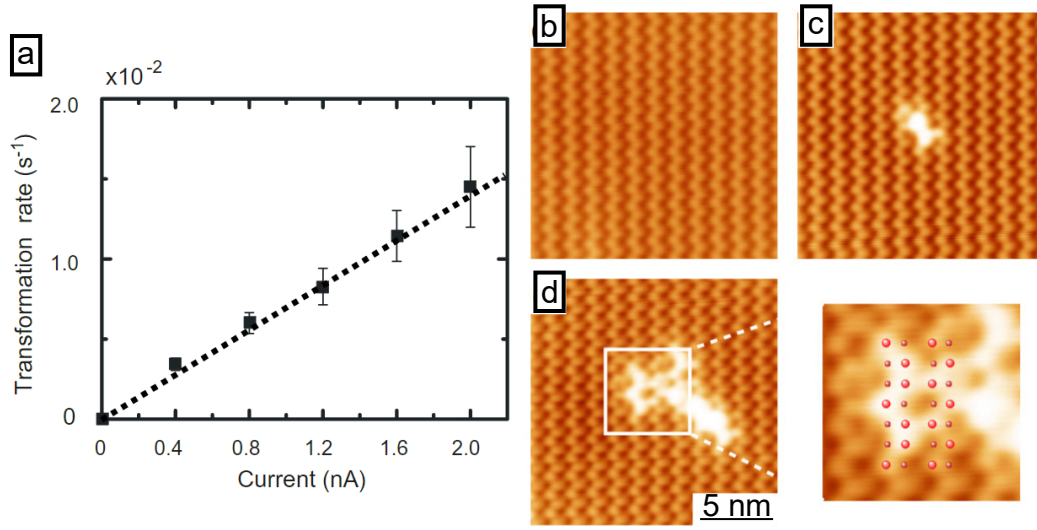 a
x10 -2
2.0
1.0
0
Transformation rate (s-1)
0 0.4 0.8 1.2 1.6 2.0
Current (nA)
b
c
d
5 nm